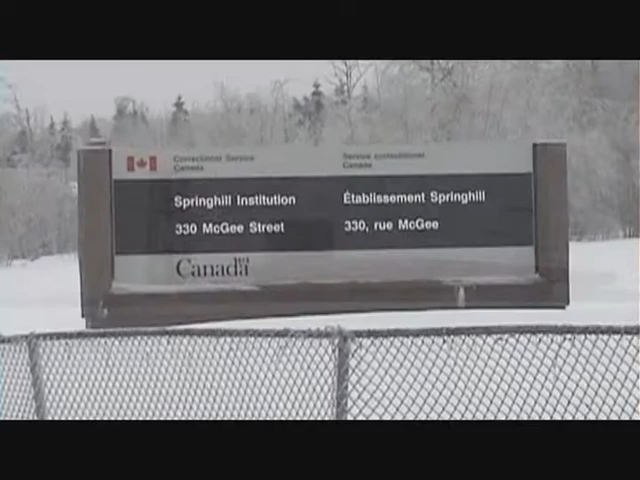 Correctional Service
Canada
Service correctionnel
Canada
Springhill Institution
330 McGee Street
Établissement Springhill
330, rue McGee
Canada